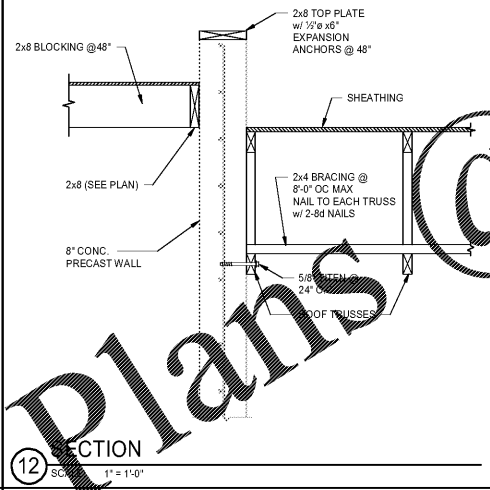 2x8 TOP PLATE
w/ ½"ø x6"
EXPANSION
ANCHORS @ 48"
2x8 BLOCKING @48"
SHEATHING
2x8 (SEE PLAN)
2x4 BRACING @
8'-0" OC MAX
NAIL TO EACH TRUSS
w/ 2-8d NAILS
8" CONC.
PRECAST WALL
5/8" TITEN @
24"
ROOF TRUSSES
Plans
12
SECTION
SCALE 1" = 1'-0"